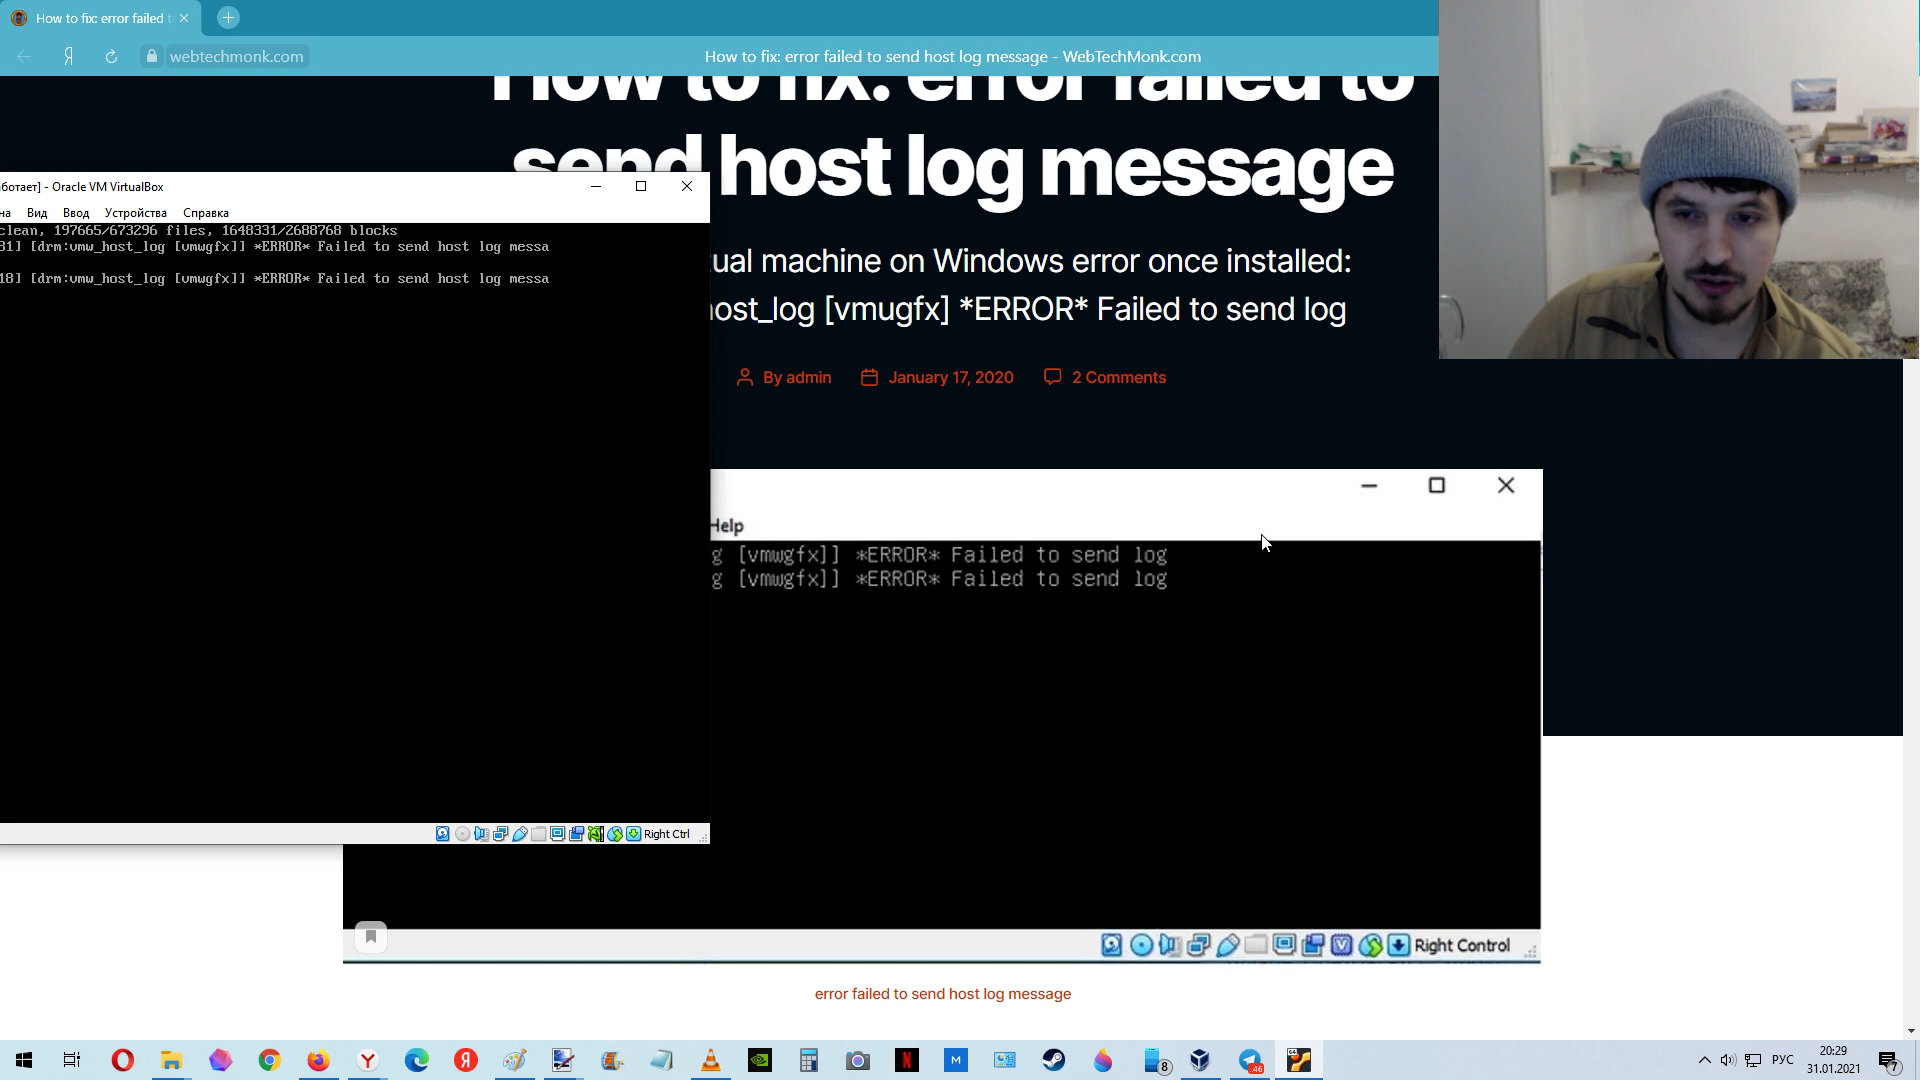 How to fix: error failed t
webtechmonk.com
How to fix: error failed to send host log message - WebTechMonk.com
How to fix: error failed to
send host log message
ual machine on Windows error once installed:
ost_log [vmugfx] *ERROR* Failed to send log
By admin
January 17, 2020
2 Comments
ботает] - Oracle VM VirtualBox
на Вид Ввод Устройства Справка
clean, 197665/673296 files, 1648331/2688768 blocks
31] [drm:vmw_host_log [vmwgfx]] *ERROR* Failed to send host log messa
18] [drm:vmw_host_log [vmwgfx]] *ERROR* Failed to send host log messa
Right Ctrl
Help
g [vmwgfx]] *ERROR* Failed to send log
g [vmwgfx]] *ERROR* Failed to send log
Right Control
error failed to send host log message
8
46
РУС
20:29
31.01.2021
7